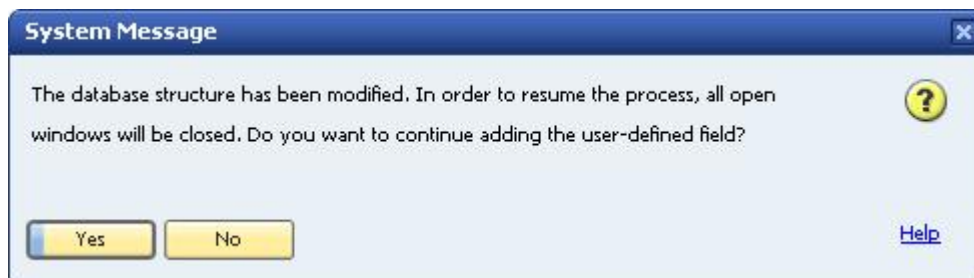 System Message
The database structure has been modified. In order to resume the process, all open
windows will be closed. Do you want to continue adding the user-defined field?
Yes No
Help